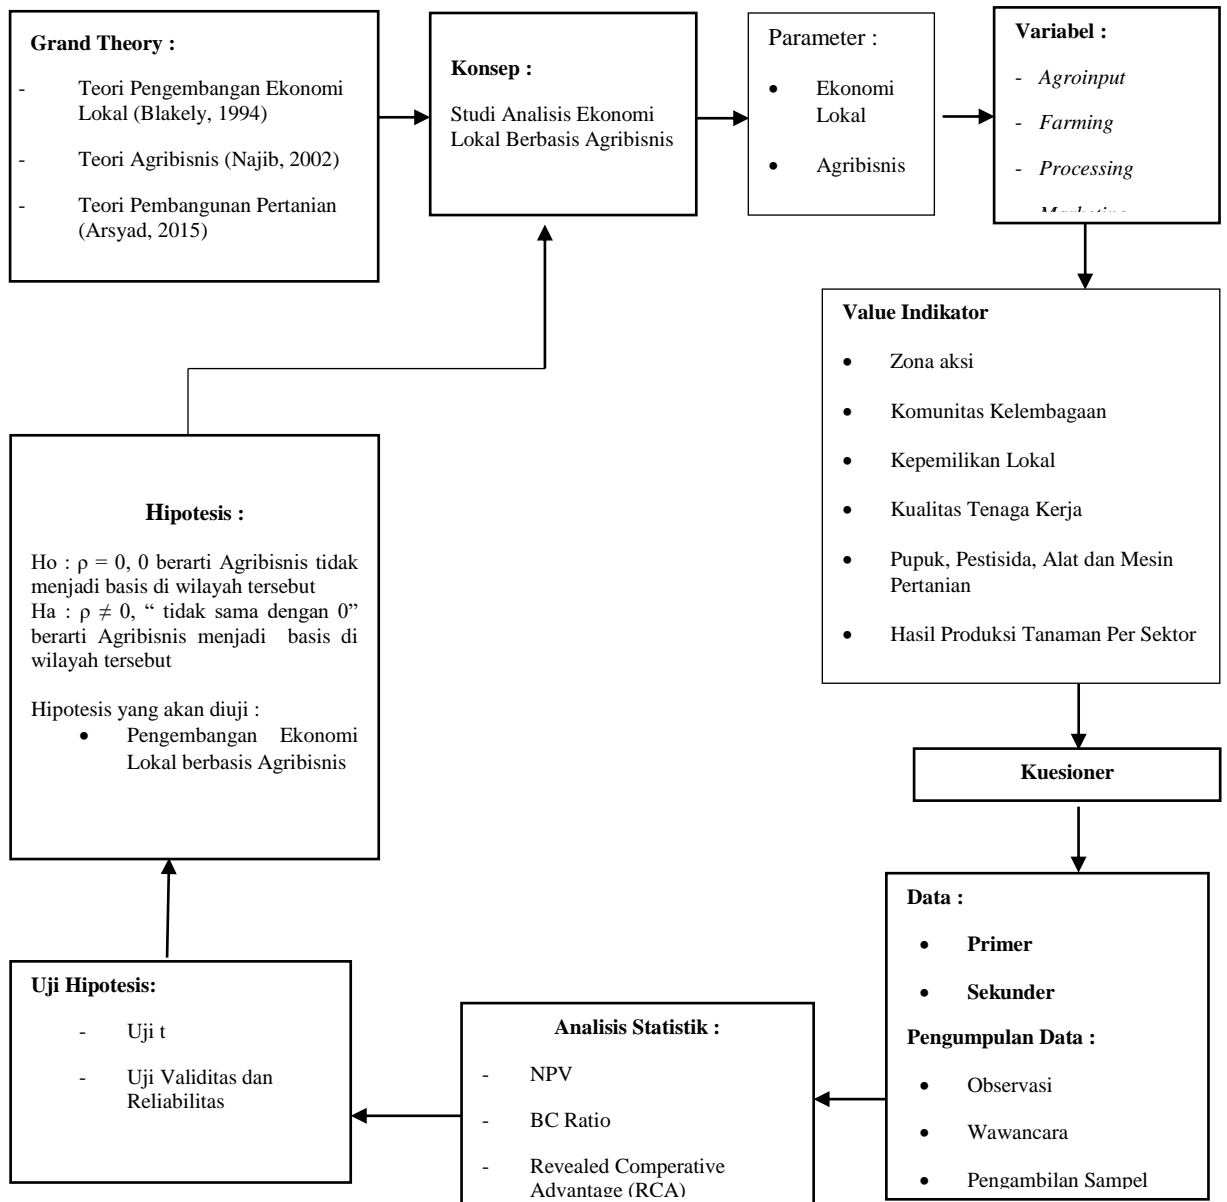 Grand Theory :
- Teori Pengembangan Ekonomi
Lokal (Blakely, 1994)
- Teori Agribisnis (Najib, 2002)
- Teori Pembangunan Pertanian
(Arsyad, 2015)
Konsep :
Studi Analisis Ekonomi
Lokal Berbasis Agribisnis
Parameter :
• Ekonomi
Lokal
• Agribisnis
Variabel :
- Agroinput
- Farming
- Processing
- Marketing
Value Indikator
• Zona aksi
• Komunitas Kelembagaan
• Kepemilikan Lokal
• Kualitas Tenaga Kerja
• Pupuk, Pestisida, Alat dan Mesin
Pertanian
• Hasil Produksi Tanaman Per Sektor
Kuesioner
Data :
• Primer
• Sekunder
Pengumpulan Data :
• Observasi
• Wawancara
• Pengambilan Sampel
Analisis Statistik :
- NPV
- BC Ratio
- Revealed Comperative
Advantage (RCA)
Uji Hipotesis:
- Uji t
- Uji Validitas dan
Reliabilitas
Hipotesis :
Ho : ρ = 0, 0 berarti Agribisnis tidak
menjadi basis di wilayah tersebut
Ha : ρ ≠ 0, “ tidak sama dengan 0”
berarti Agribisnis menjadi basis di
wilayah tersebut
Hipotesis yang akan diuji :
• Pengembangan Ekonomi
Lokal berbasis Agribisnis